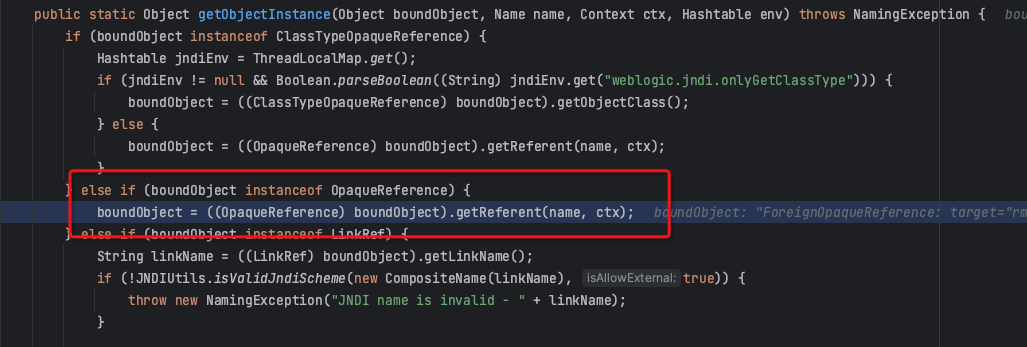 public static Object getObjectInstance(Object boundObject, Name name, Context ctx, Hashtable env) throws NamingException {   bou
if (boundObject instanceof ClassTypeOpaqueReference) {
Hashtable jndiEnv = ThreadLocalMap.get();
if (jndiEnv != null && Boolean.parseBoolean((String) jndiEnv.get("weblogic.jndi.onlyGetClassType"))) {
boundObject = ((ClassTypeOpaqueReference) boundObject).getObjectClass();
} else {
boundObject = ((OpaqueReference) boundObject).getReferent(name, ctx);
}
} else if (boundObject instanceof OpaqueReference) {
boundObject = ((OpaqueReference) boundObject).getReferent(name, ctx);   boundObject: "ForeignOpaqueReference: target="rm
} else if (boundObject instanceof LinkRef) {
String linkName = ((LinkRef) boundObject).getLinkName();
if (!JNDIUtils.isValidJndiScheme(new CompositeName(linkName), isAllowExternal: true)) {
throw new NamingException("JNDI name is invalid - " + linkName);
}